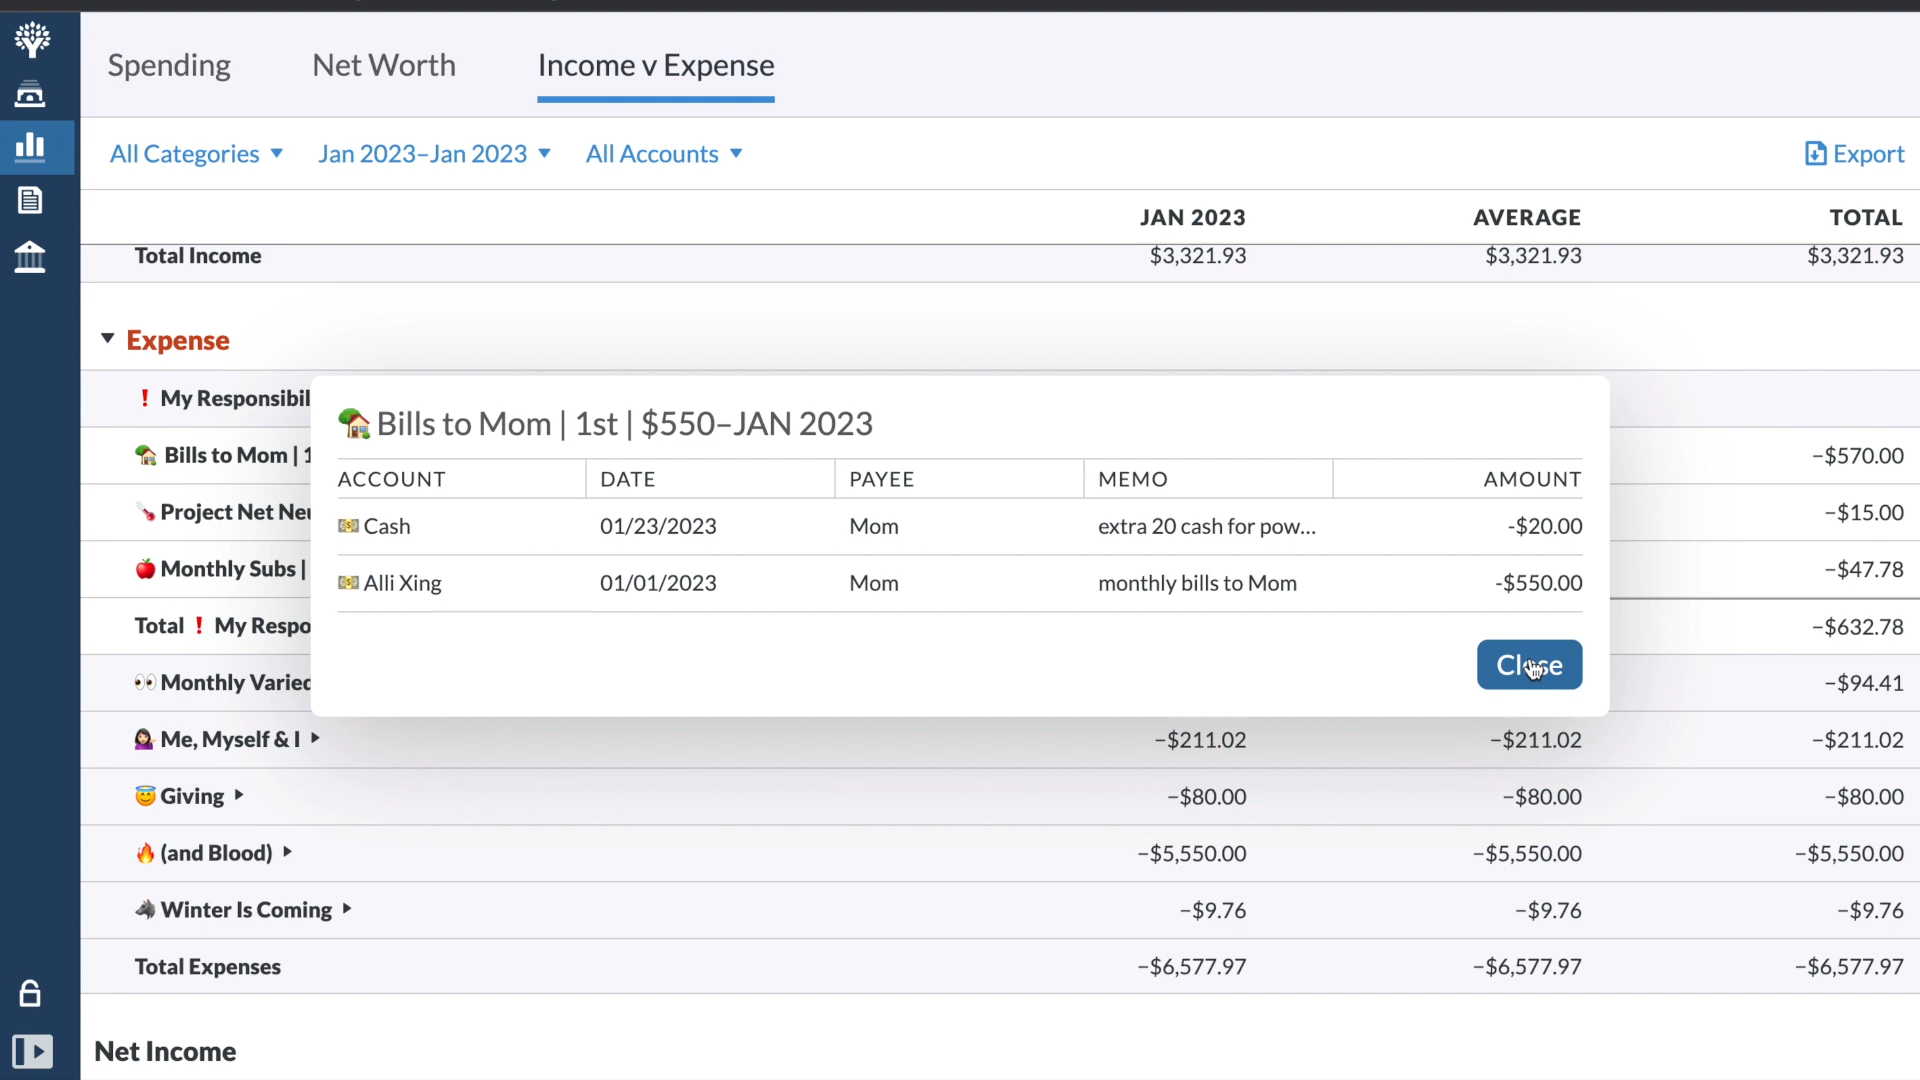 Spending Net Worth Income v Expense
All Categories Jan 2023–Jan 2023 All Accounts Export
JAN 2023 AVERAGE TOTAL
Total Income $3,321.93 $3,321.93 $3,321.93
Expense
My Responsibil
Bills to Mom | 1 −$570.00
Project Net Neu −$15.00
Monthly Subs | −$47.78
Total ❗ My Respo −$632.78
Monthly Varied −$94.41
Bills to Mom | 1st | $550–JAN 2023
ACCOUNT DATE PAYEE MEMO AMOUNT
Cash 01/23/2023 Mom extra 20 cash for pow... -$20.00
Alli Xing 01/01/2023 Mom monthly bills to Mom -$550.00
Close
Me, Myself & I −$211.02 −$211.02 −$211.02
Giving −$80.00 −$80.00 −$80.00
(and Blood) −$5,550.00 −$5,550.00 −$5,550.00
Winter Is Coming −$9.76 −$9.76 −$9.76
Total Expenses −$6,577.97 −$6,577.97 −$6,577.97
Net Income